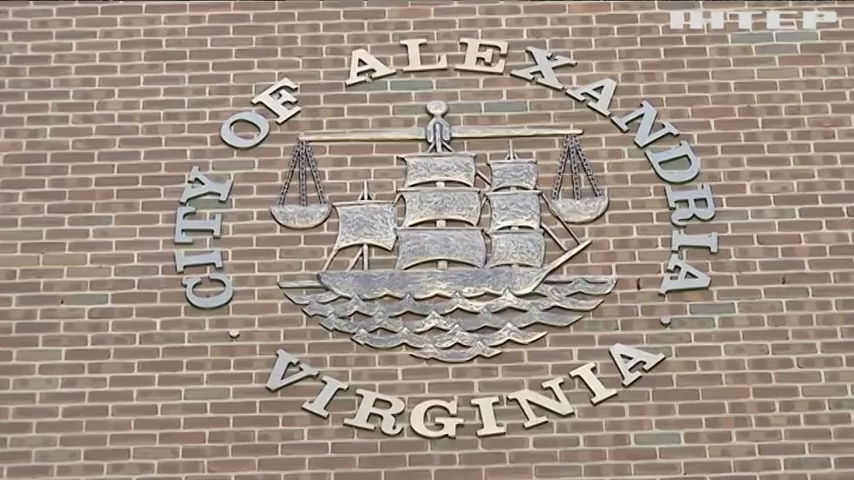 ІНТЕР
CITY OF ALEXANDRIA
VIRGINIA